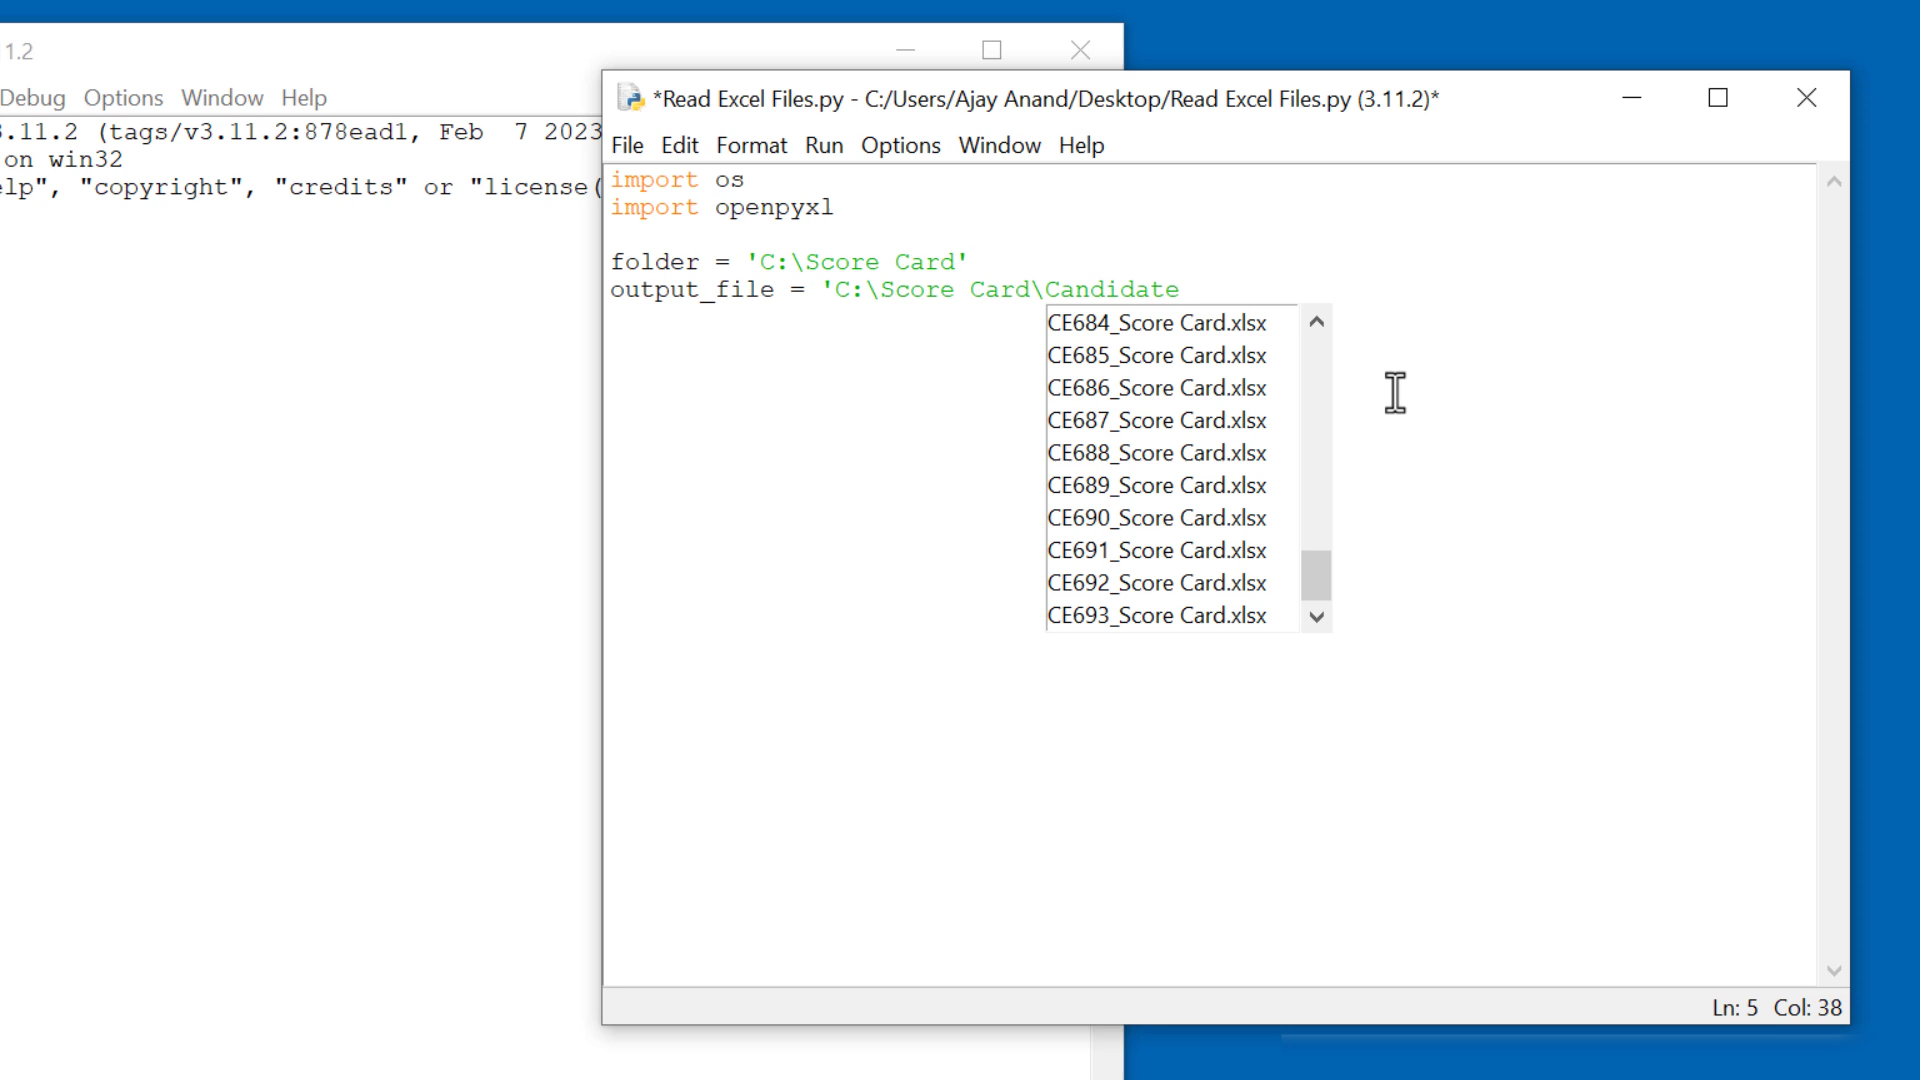 1.2
Debug Options Window Help
3.11.2 (tags/v3.11.2:878ead1, Feb 7 2023
on win32
elp", "copyright", "credits" or "license(
*Read Excel Files.py - C:/Users/Ajay Anand/Desktop/Read Excel Files.py (3.11.2)*
File Edit Format Run Options Window Help
import os
import openpyxl
folder = 'C:\Score Card'
output_file = 'C:\Score Card\Candidate
CE684_Score Card.xlsx
CE685_Score Card.xlsx
CE686_Score Card.xlsx
CE687_Score Card.xlsx
CE688_Score Card.xlsx
CE689_Score Card.xlsx
CE690_Score Card.xlsx
CE691_Score Card.xlsx
CE692_Score Card.xlsx
CE693_Score Card.xlsx
Ln: 5 Col: 38